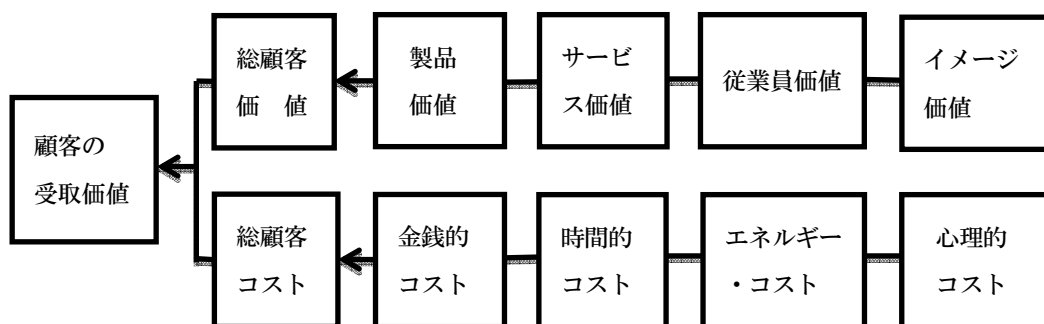 顧客の
受取価値
総顧客
価　値
製品
価値
サービ
ス価値
従業員価値
イメージ
価値
総顧客
コスト
金銭的
コスト
時間的
コスト
エネルギー
・コスト
心理的
コスト